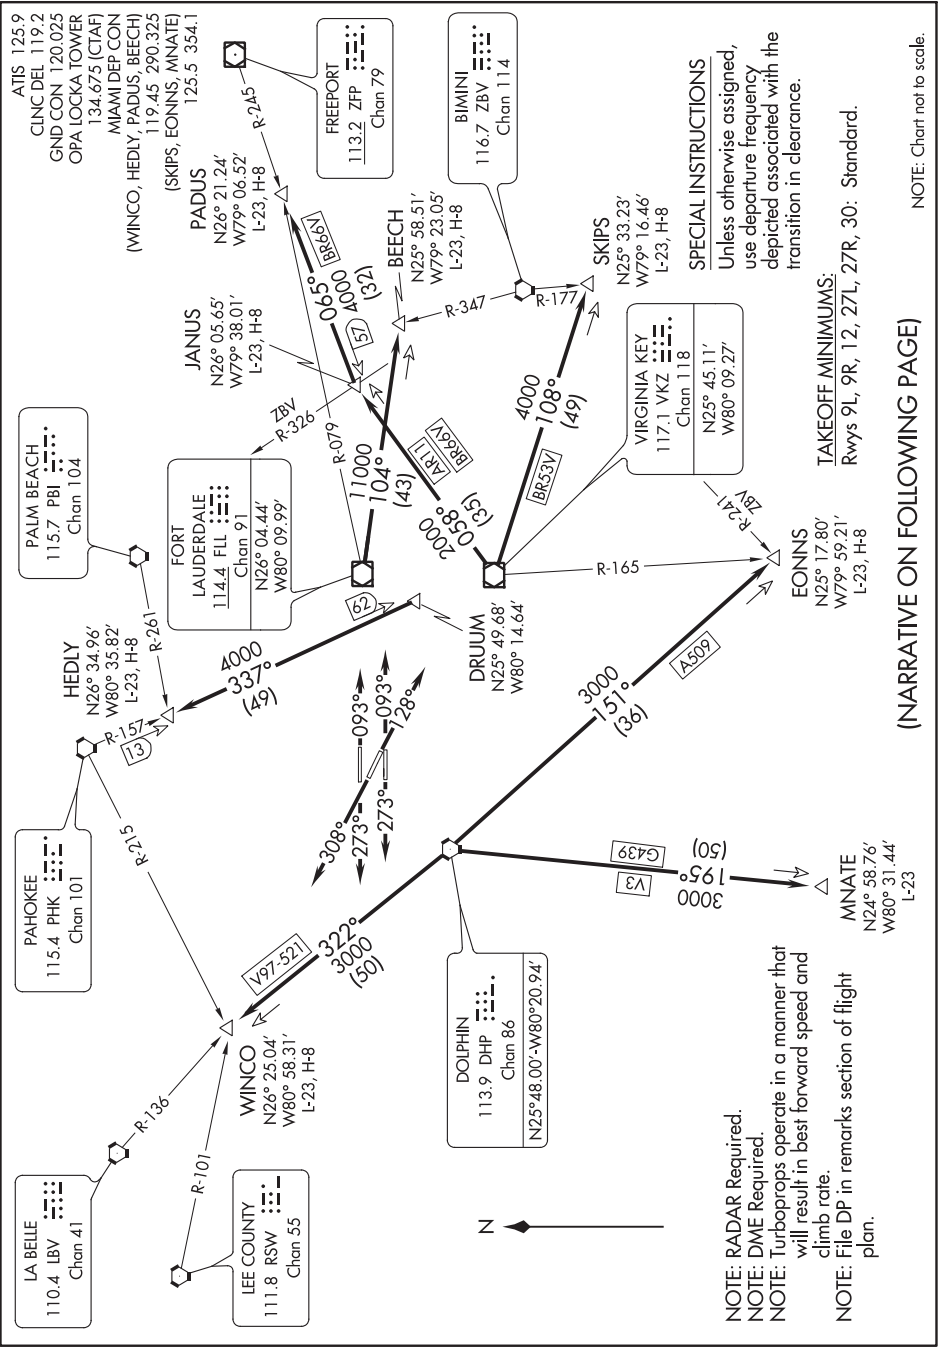 ATIS 125.9
CLNC DEL 119.2
GND CON 120.025
OPA LOCKA TOWER
134.675 (CTAF)
MIAMI DEP CON
(WINCO, HEDLY, PADUS, BEECH)
119.45 290.325
(SKIPS, EONNS, MNATE)
125.5 354.1
LA BELLE
110.4 LBV
Chan 41
R-136
LEE COUNTY
111.8 RSW
Chan 55
R-101
WINCO
N26° 25.04′
W80° 58.31′
L-23, H-8
PAHOKEE
115.4 PHK
Chan 101
R-215
R-157
13
HEDLY
N26° 34.96′
W80° 35.82′
L-23, H-8
PALM BEACH
115.7 PBI
Chan 104
R-261
4000
337°
(49)
62
FORT
LAUDERDALE
114.4 FLL
Chan 91
N26° 04.44′
W80° 09.99′
R-079
ZBV
R-326
JANUS
N26° 05.65′
W79° 38.01′
L-23, H-8
PADUS
N26° 21.24′
W79° 06.52′
L-23, H-8
R-245
FREEPORT
113.2 ZFP
Chan 79
BR66V
065°
4000
(32)
57
BEECH
N25° 58.51′
W79° 23.05′
L-23, H-8
BIMINI
116.7 ZBV
Chan 114
R-347
R-177
SKIPS
N25° 33.23′
W79° 16.46′
L-23, H-8
11000
104°
(43)
AR11
BR66V
2000
058°
(35)
4000
108°
(49)
BR53V
VIRGINIA KEY
117.1 VKZ
Chan 118
N25° 45.11′
W80° 09.27′
DRUUM
N25° 49.68′
W80° 14.64′
308°
273°
273°
093°
093°
128°
V97-521
322°
3000
(50)
DOLPHIN
113.9 DHP
Chan 86
N25°48.00′-W80°20.94′
V3
G439
3000
195°
(50)
MNATE
N24° 58.76′
W80° 31.44′
L-23
3000
151°
(36)
A509
R-165
R-241
ZBV
EONNS
N25° 17.80′
W79° 59.21′
L-23, H-8
N
SPECIAL INSTRUCTIONS
Unless otherwise assigned,
use departure frequency
depicted associated with the
transition in clearance.
TAKEOFF MINIMUMS:
Rwys 9L, 9R, 12, 27L, 27R, 30: Standard.
NOTE: RADAR Required.
NOTE: DME Required.
NOTE: Turboprops operate in a manner that
will result in best forward speed and
climb rate.
NOTE: File DP in remarks section of flight
plan.
(NARRATIVE ON FOLLOWING PAGE)
NOTE: Chart not to scale.